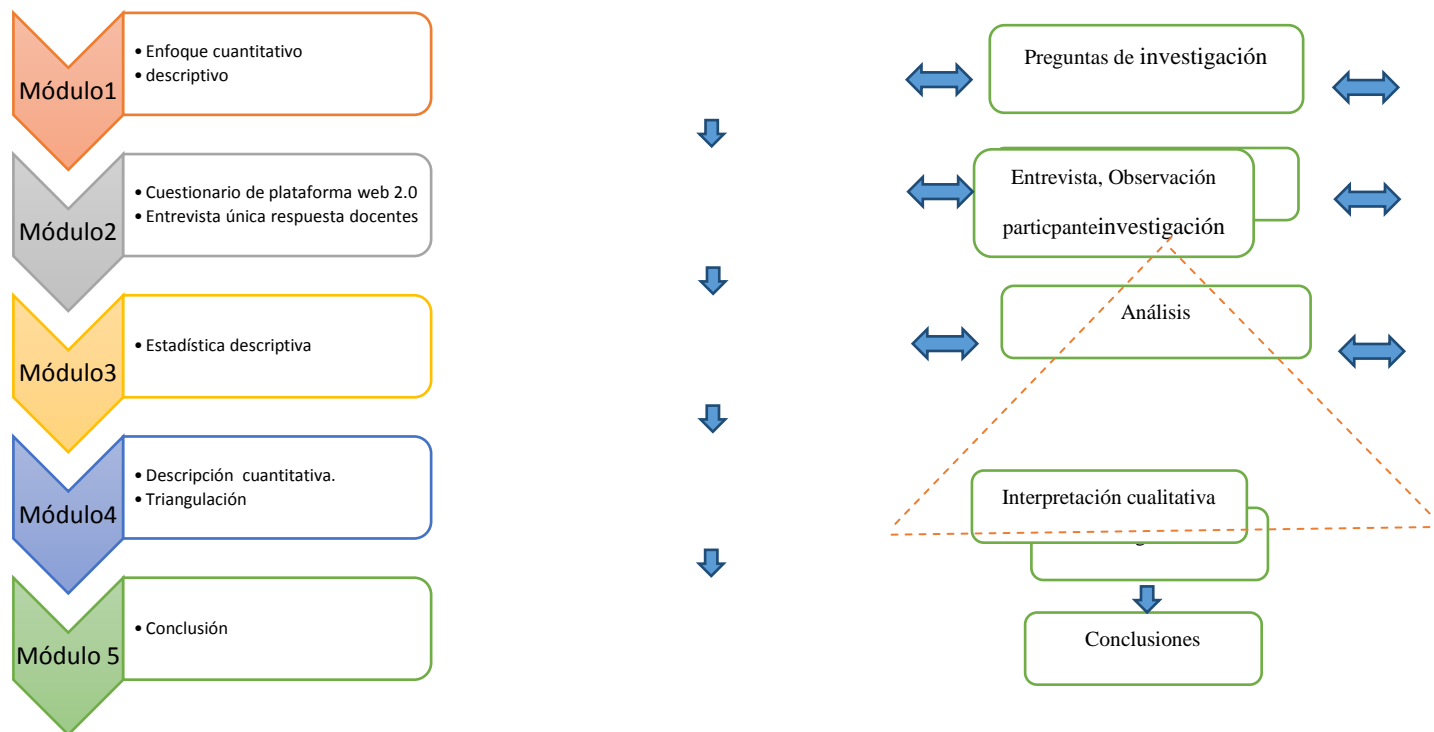 Módulo1
• Enfoque cuantitativo
• descriptivo
Módulo2
• Cuestionario de plataforma web 2.0
• Entrevista única respuesta docentes
Módulo3
• Estadística descriptiva
Módulo4
• Descripción cuantitativa.
• Triangulación
Módulo 5
• Conclusión
Preguntas de investigación
Entrevista, Observación
particpanteinvestigación
Análisis
Interpretación cualitativa
Conclusiones